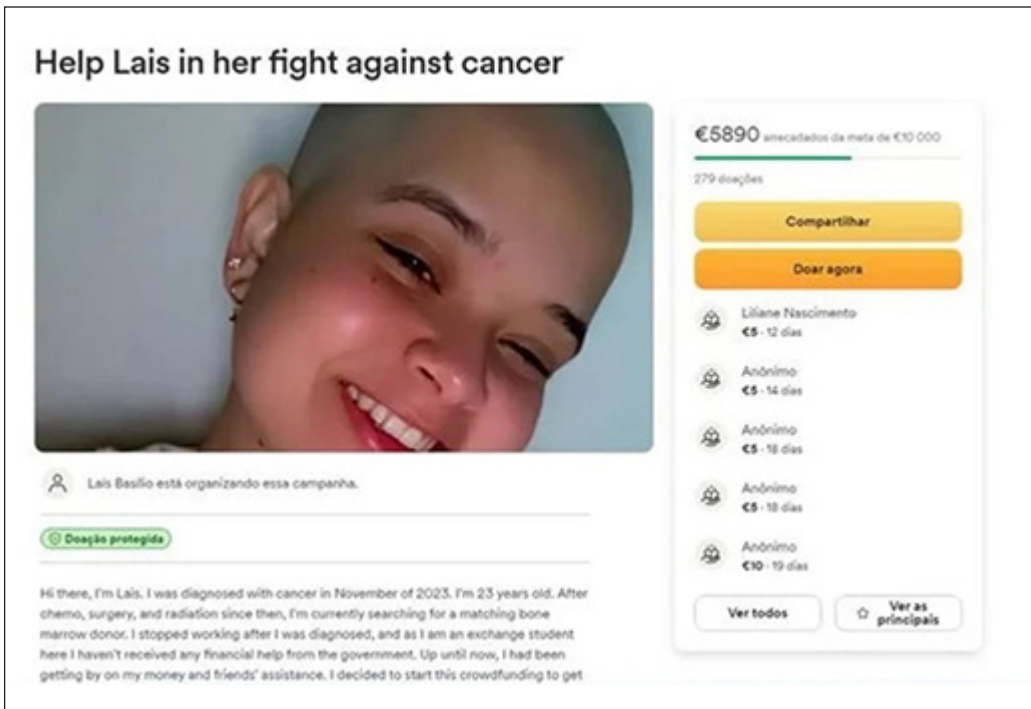 Help Lais in her fight against cancer
€5890 arrecadados da meta de €10 000
279 doações
Compartilhar
Doar agora
Liliane Nascimento
€5 · 12 dias
Anônimo
€5 · 14 dias
Anônimo
€5 · 18 dias
Anônimo
€5 · 18 dias
Anônimo
€10 · 19 dias
Ver todos
Ver as
principais
Lais Basílio está organizando essa campanha.
Doação protegida
Hi there, I'm Lais. I was diagnosed with cancer in November of 2023. I'm 23 years old. After
chemo, surgery, and radiation since then, I'm currently searching for a matching bone
marrow donor. I stopped working after I was diagnosed, and as I am an exchange student
here I haven't received any financial help from the government. Up until now, I had been
getting by on my money and friends' assistance. I decided to start this crowdfunding to get